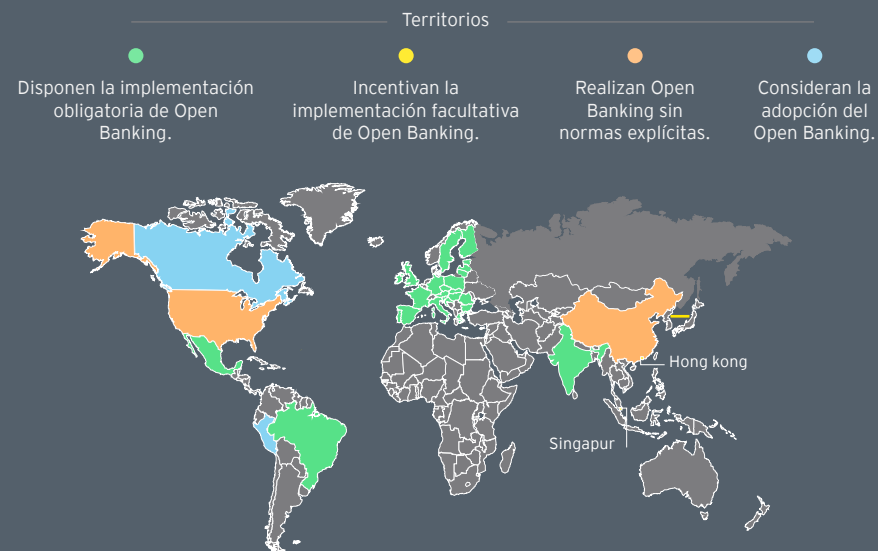 Territorios
Disponen la implementación
obligatoria de Open
Banking.
Incentivan la
implementación facultativa
de Open Banking.
Realizan Open
Banking sin
normas explícitas.
Consideran la
adopción del
Open Banking.
Hong kong
Singapur